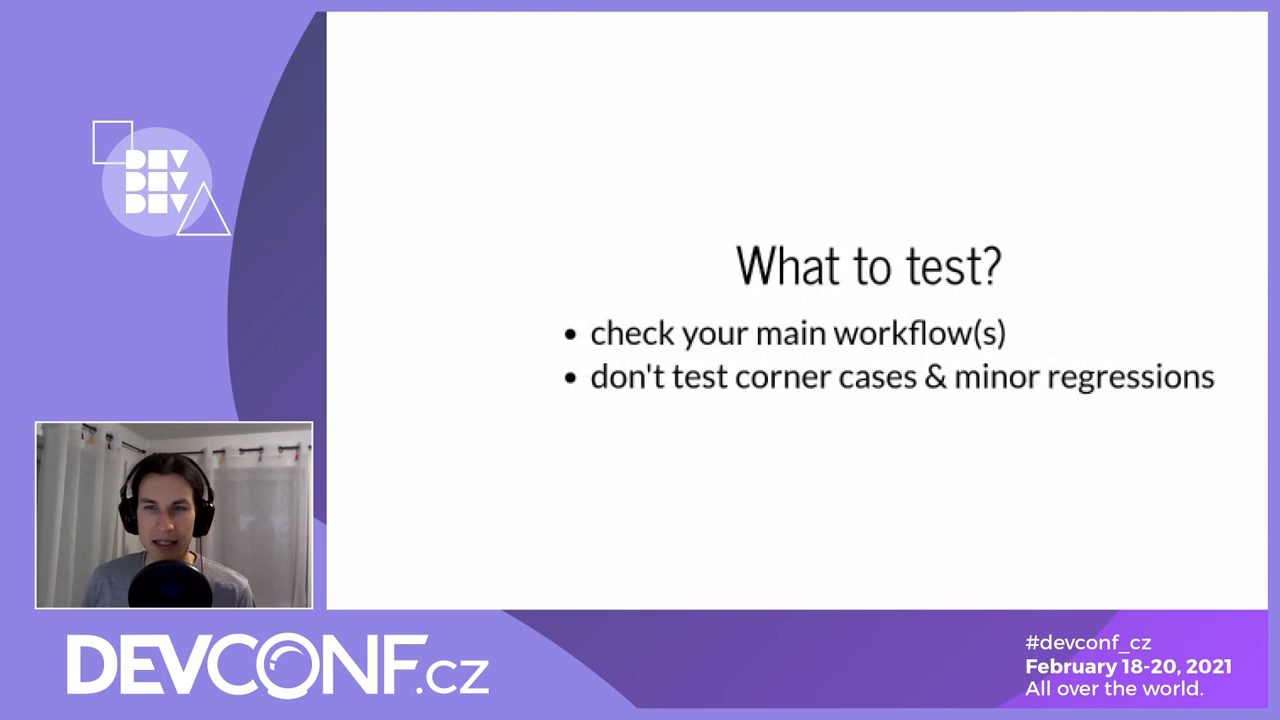 DEV
DEV
DEV
What to test?
• check your main workflow(s)
• don't test corner cases & minor regressions
DEVCONF.cz
#devconf_cz
February 18-20, 2021
All over the world.